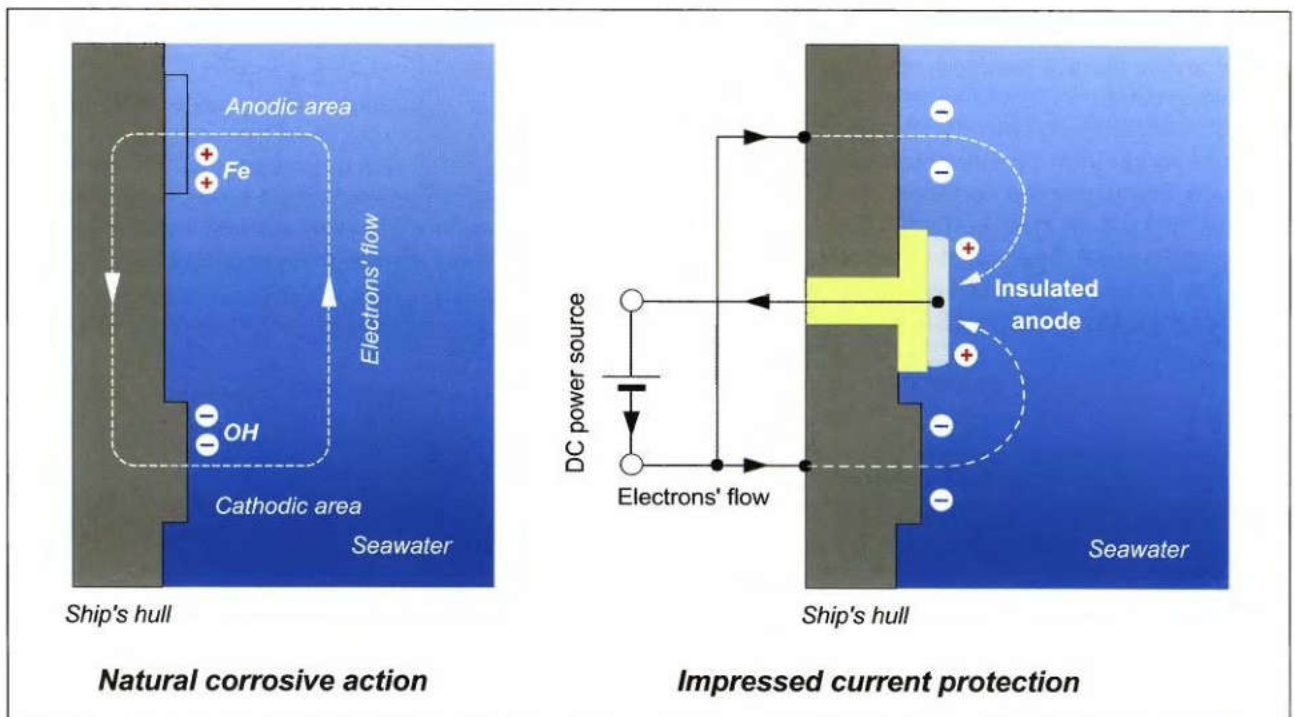 Anodic area
Fe
Electrons' flow
OH
Cathodic area
Seawater
Ship's hull
Natural corrosive action
Insulated
anode
DC power source
Electrons' flow
Seawater
Ship's hull
Impressed current protection